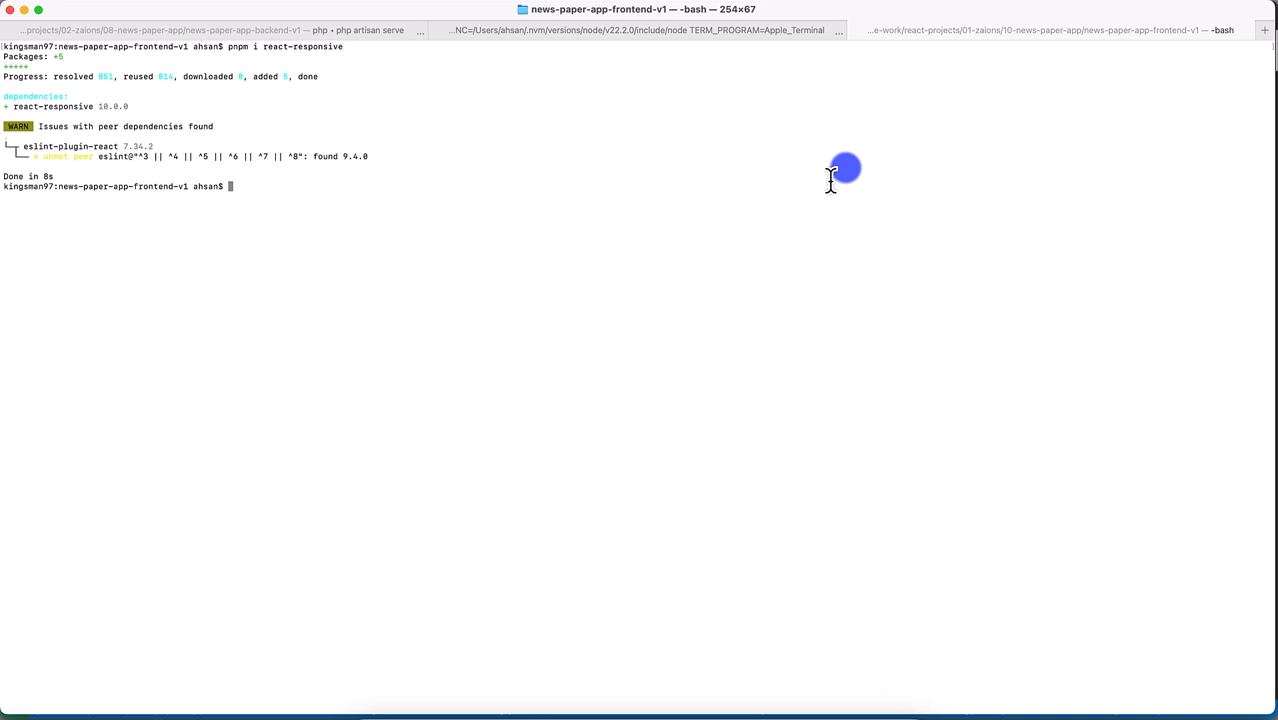 news-paper-app-frontend-v1 — -bash — 254×67
...projects/02-zaions/08-news-paper-app/news-paper-app-backend-v1 — php • php artisan serve ...
...NC=/Users/ahsan/.nvm/versions/node/v22.2.0/include/node TERM_PROGRAM=Apple_Terminal ...
...e-work/react-projects/01-zaions/10-news-paper-app/news-paper-app-frontend-v1 — -bash +
[kingsman97:news-paper-app-frontend-v1 ahsan$ pnpm i react-responsive ]
Packages: +5
+++++
Progress: resolved 851, reused 814, downloaded 0, added 5, done
dependencies:
+ react-responsive 10.0.0
WARN Issues with peer dependencies found
.
└─┬ eslint-plugin-react 7.34.2
└── ✕ unmet peer eslint@"^3 || ^4 || ^5 || ^6 || ^7 || ^8": found 9.4.0
Done in 8s
kingsman97:news-paper-app-frontend-v1 ahsan$